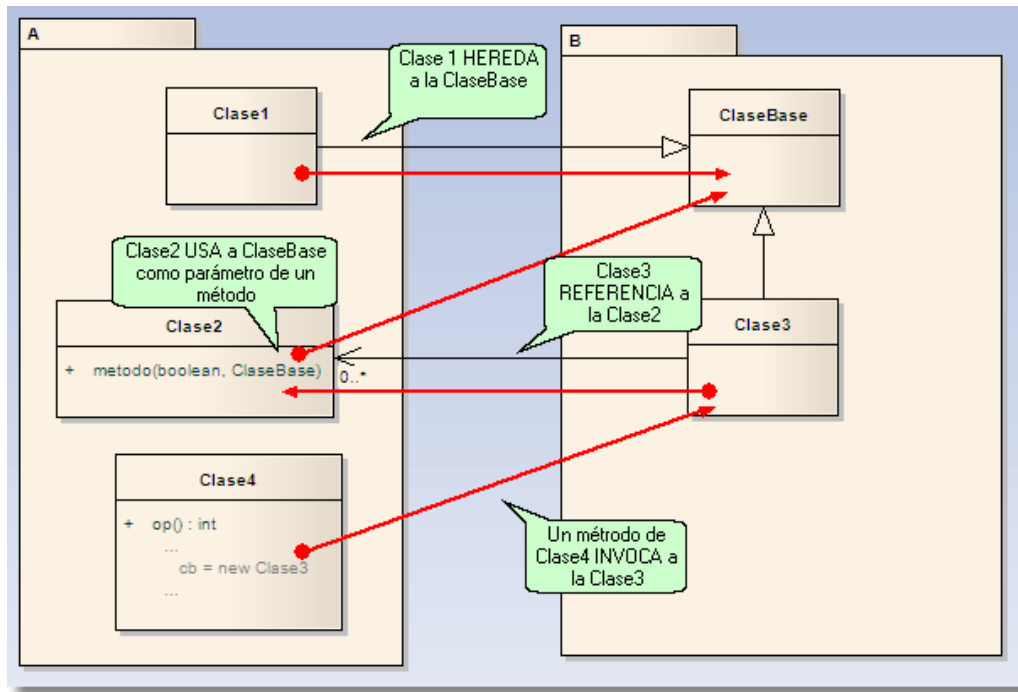 A
B
Clase 1 HEREDA
a la ClaseBase
Clase1
ClaseBase
Clase2 USA a ClaseBase
como parámetro de un
método
Clase3
REFERENCIA a
la Clase2
Clase2
+ metodo(boolean, ClaseBase)
0..*
Clase3
Clase4
+ op() : int
...
cb = new Clase3
...
Un métrodo de
Clase4 INVOCA a
la Clase3